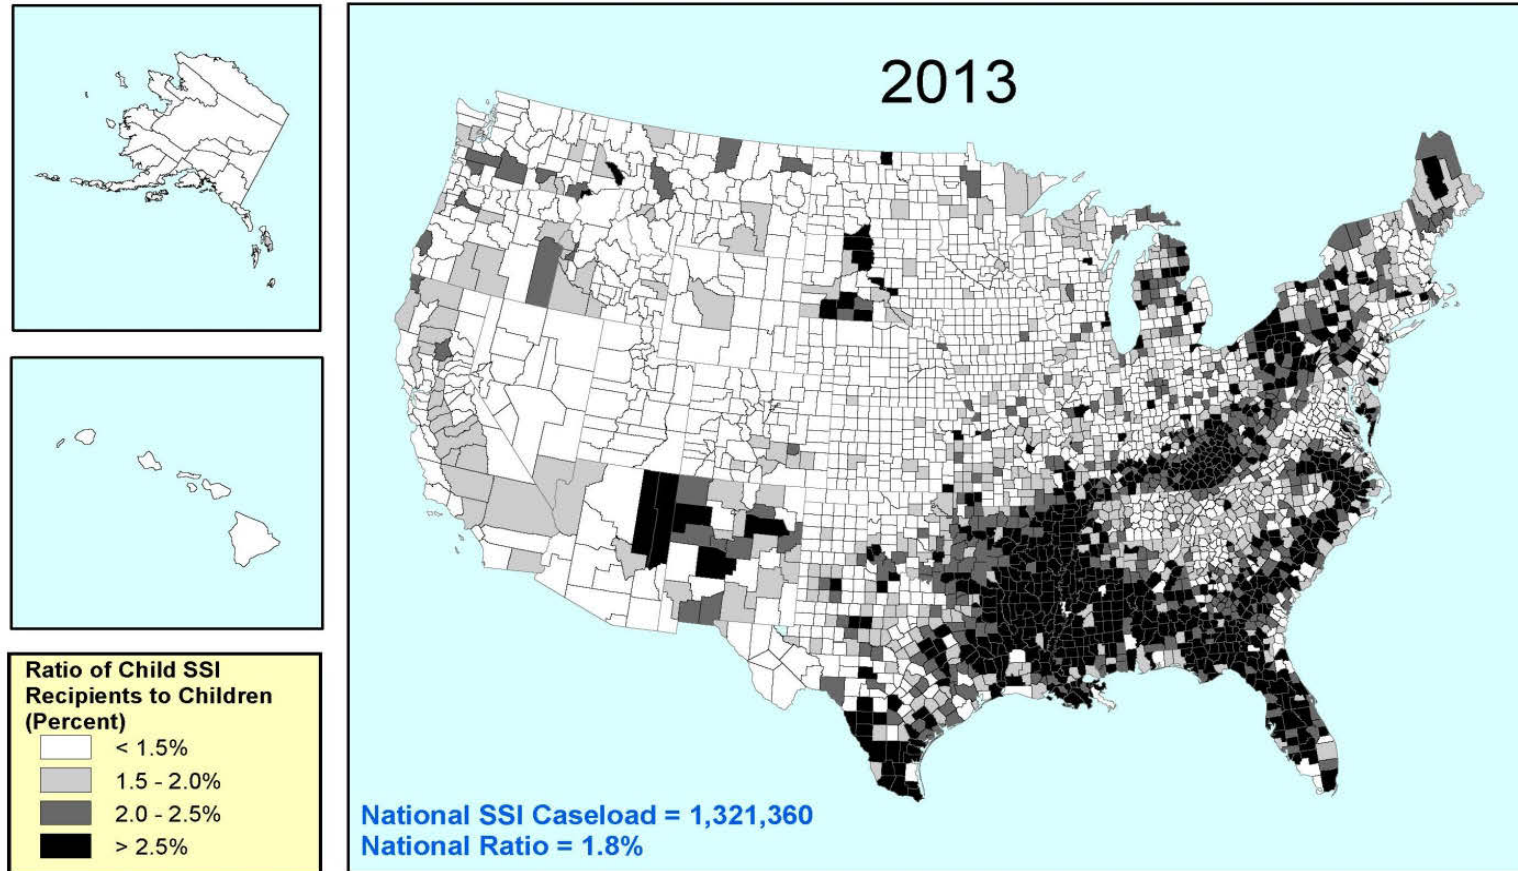 2013
Ratio of Child SSI
Recipients to Children
(Percent)
< 1.5%
1.5 - 2.0%
2.0 - 2.5%
> 2.5%
National SSI Caseload = 1,321,360
National Ratio = 1.8%